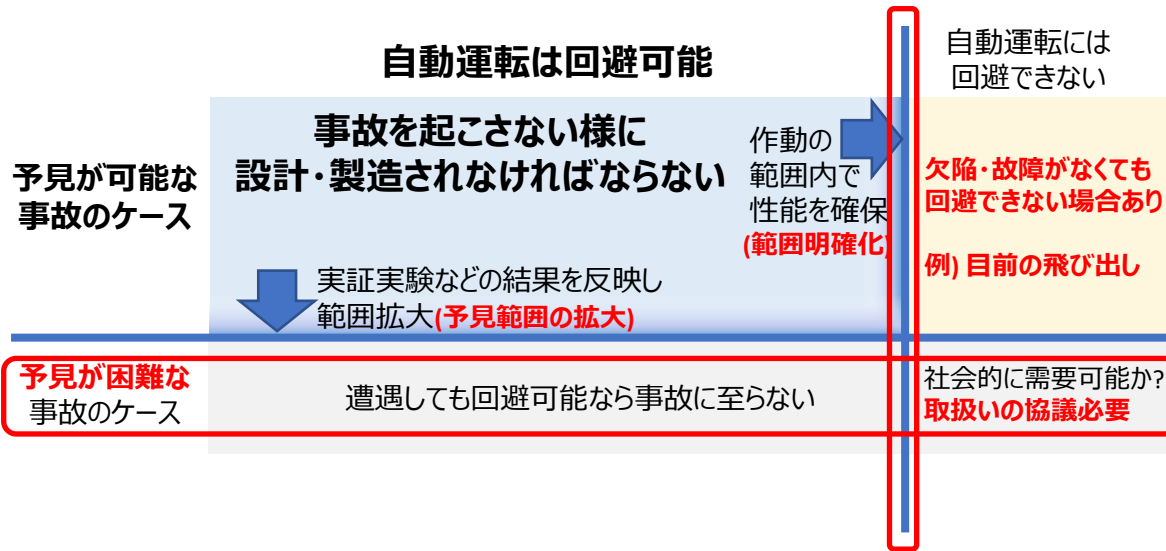 自動運転は回避可能
自動運転には
回避できない
予見が可能な
事故のケース
事故を起こさない様に
設計・製造されなければならない
作動の
範囲内で
性能を確保
(範囲明確化)
実証実験などの結果を反映し
範囲拡大(予見範囲の拡大)
欠陥・故障がなくても
回避できない場合あり
例) 目前の飛び出し
予見が困難な
事故のケース
遭遇しても回避可能なら事故に至らない
社会的に需要可能か?
取扱いの協議必要